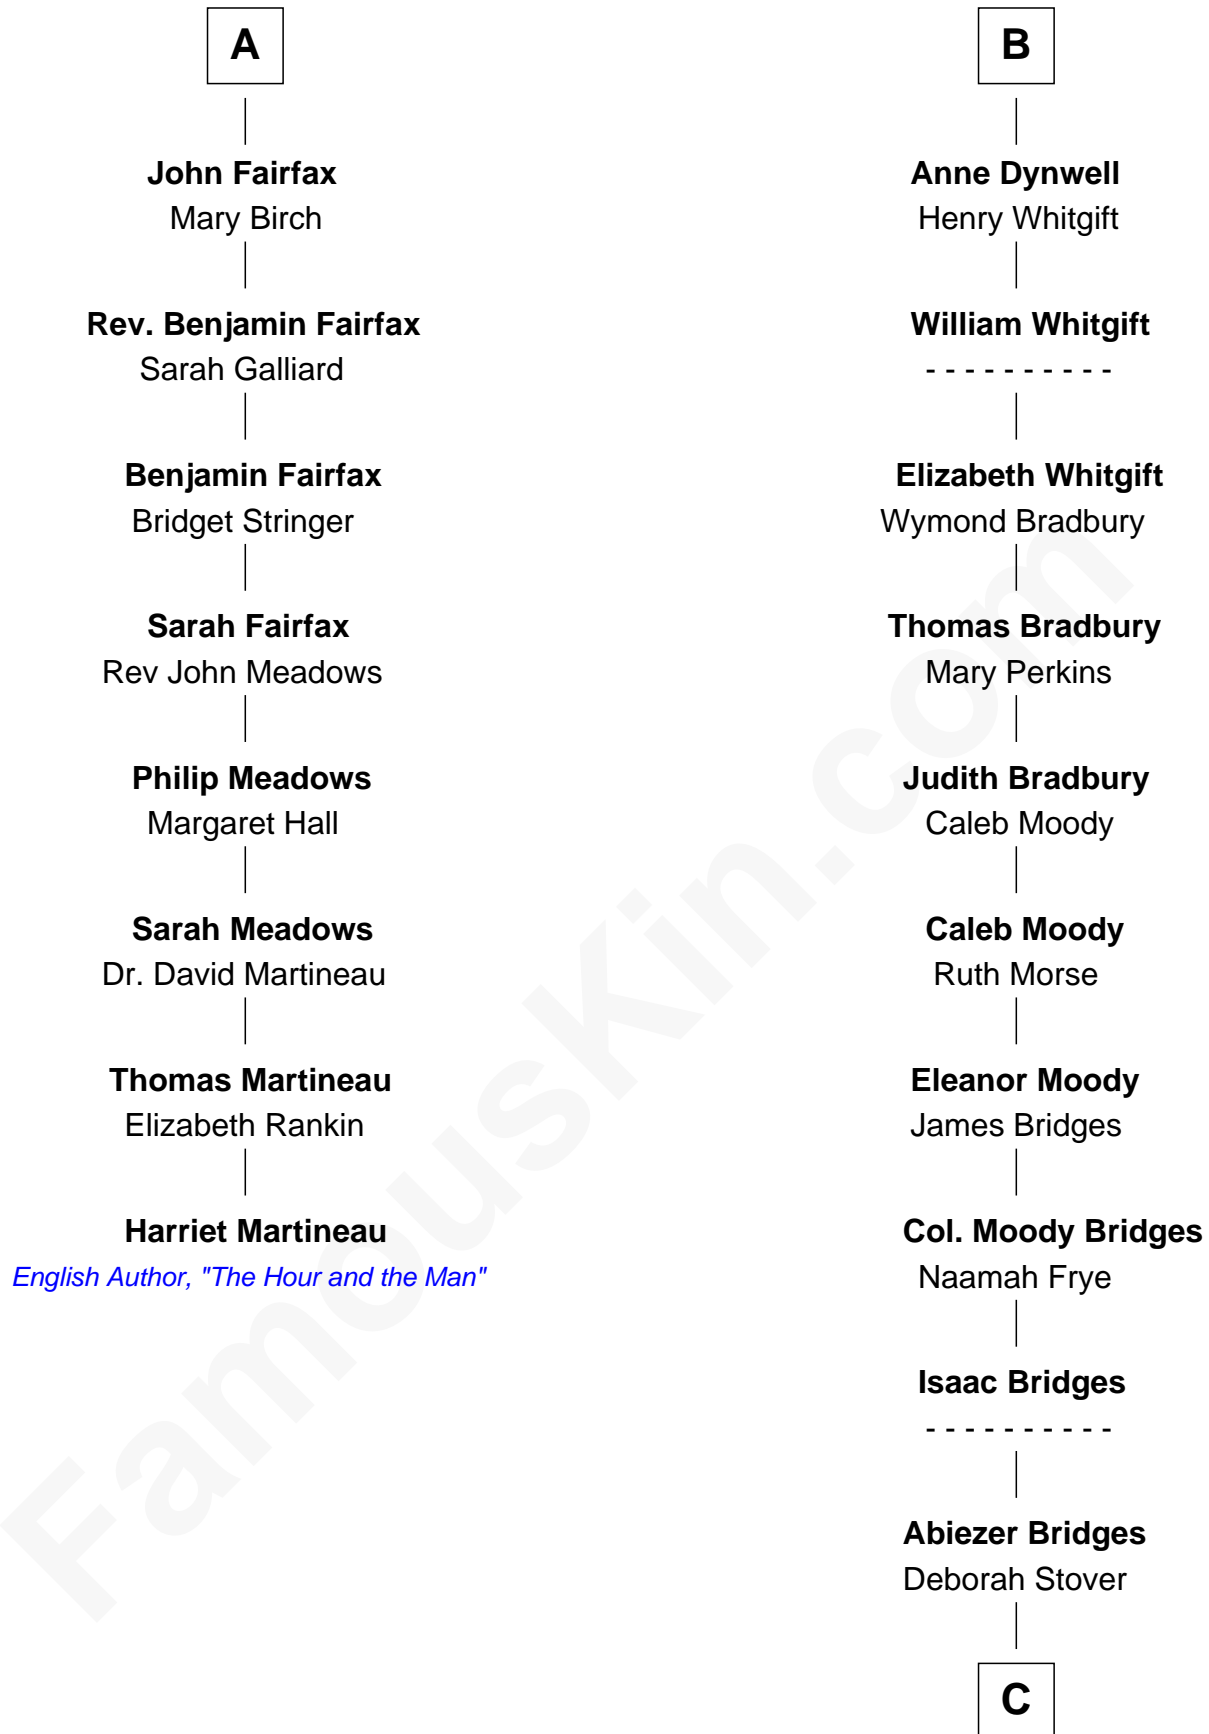 A
John Fairfax
Mary Birch
Rev. Benjamin Fairfax
Sarah Galliard
Benjamin Fairfax
Bridget Stringer
Sarah Fairfax
Rev John Meadows
Philip Meadows
Margaret Hall
Sarah Meadows
Dr. David Martineau
Thomas Martineau
Elizabeth Rankin
Harriet Martineau
English Author, "The Hour and the Man"
B
Anne Dynwell
Henry Whitgift
William Whitgift
- - - - - - - - - -
Elizabeth Whitgift
Wymond Bradbury
Thomas Bradbury
Mary Perkins
Judith Bradbury
Caleb Moody
Caleb Moody
Ruth Morse
Eleanor Moody
James Bridges
Col. Moody Bridges
Naamah Frye
Isaac Bridges
- - - - - - - - - -
Abiezer Bridges
Deborah Stover
C
FamousKin.com